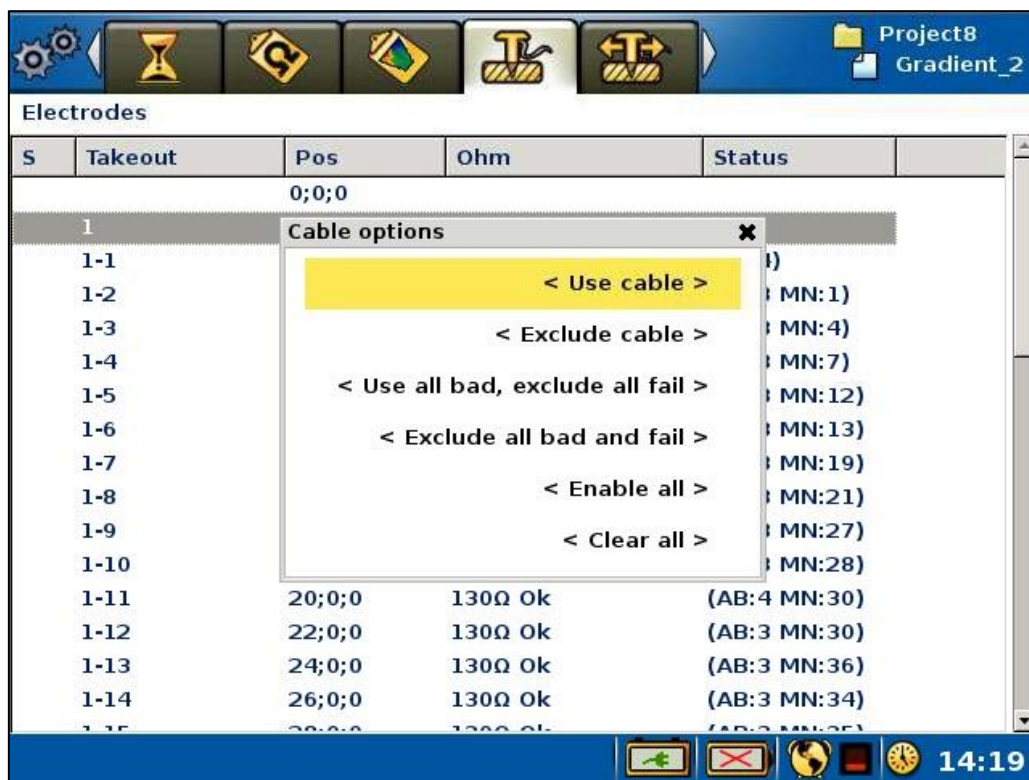 Project8
Gradient_2
Electrodes
S Takeout Pos Ohm Status
0;0;0
1
Cable options
1-1
1-2 MN:1)
1-3 MN:4)
1-4 MN:7)
1-5 MN:12)
1-6 MN:13)
1-7 MN:19)
1-8 MN:21)
1-9 MN:27)
1-10 MN:28)
< Use cable >
< Exclude cable >
< Use all bad, exclude all fail >
< Exclude all bad and fail >
< Enable all >
< Clear all >
1-11 20;0;0 130Ω Ok (AB:4 MN:30)
1-12 22;0;0 130Ω Ok (AB:3 MN:30)
1-13 24;0;0 130Ω Ok (AB:3 MN:36)
1-14 26;0;0 130Ω Ok (AB:3 MN:34)
14:19